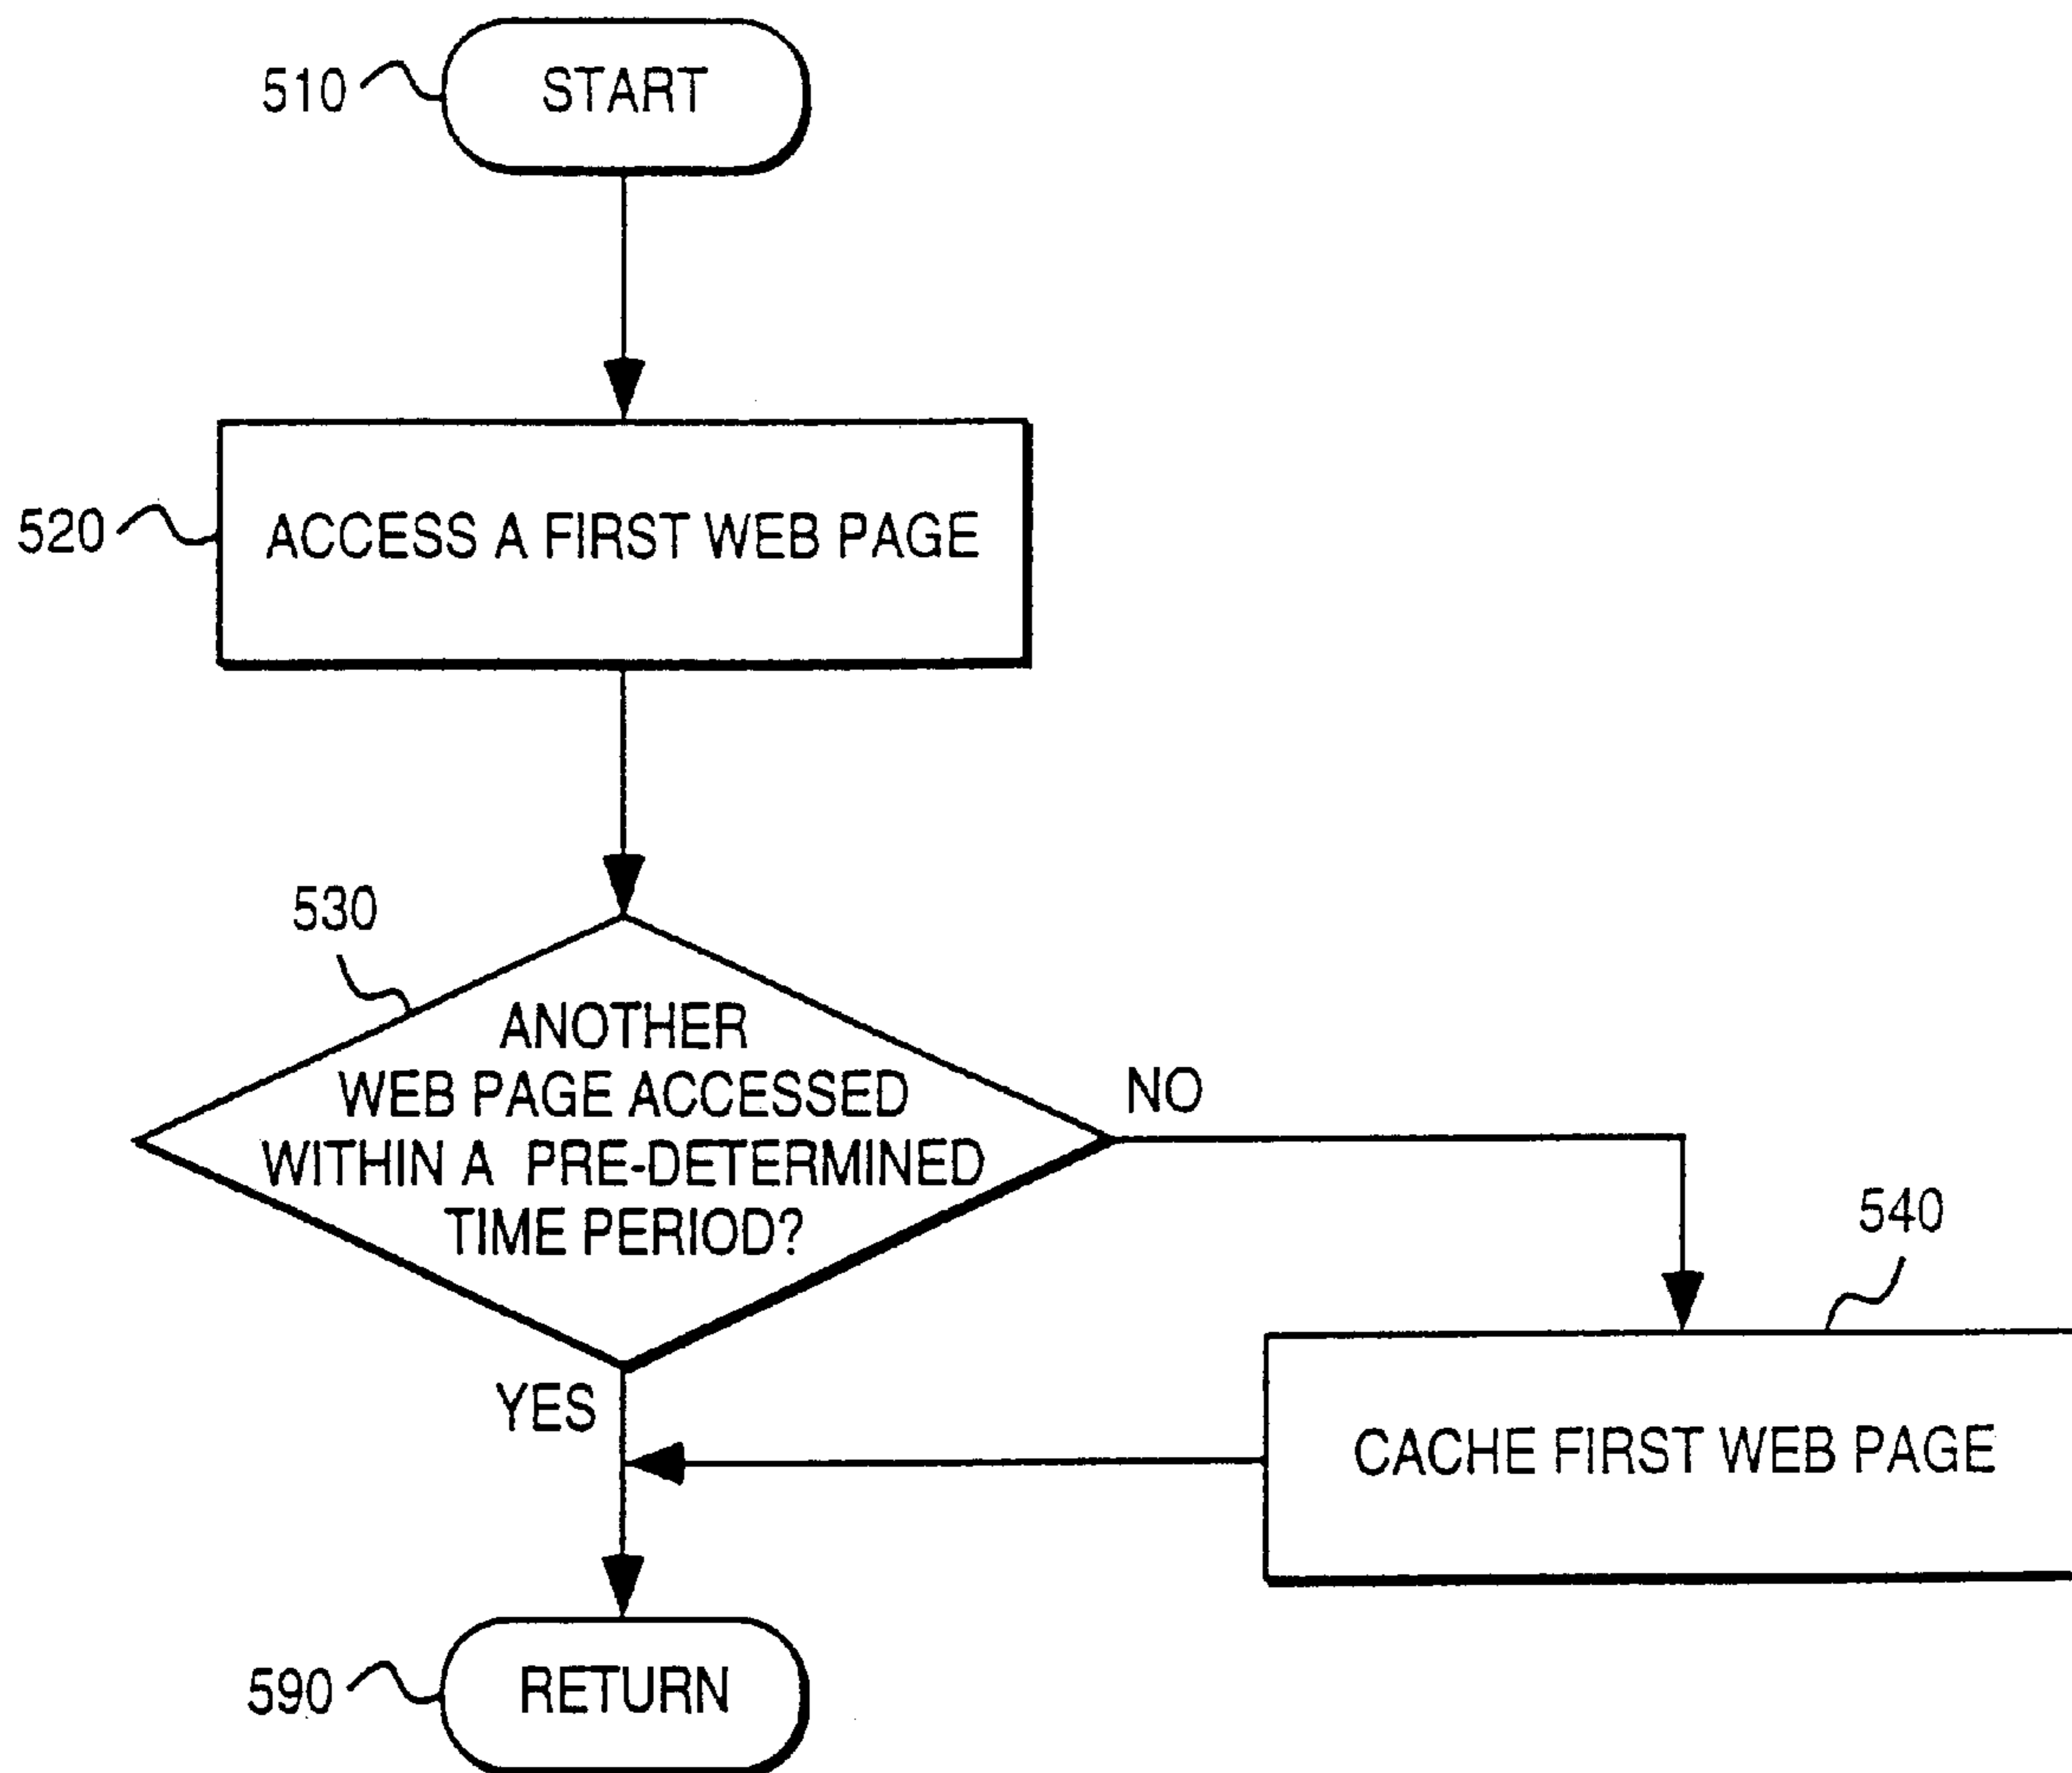 510
START
520
ACCESS A FIRST WEB PAGE
530
ANOTHER
WEB PAGE ACCESSED
WITHIN A PRE-DETERMINED
TIME PERIOD?
NO
540
YES
CACHE FIRST WEB PAGE
590
RETURN